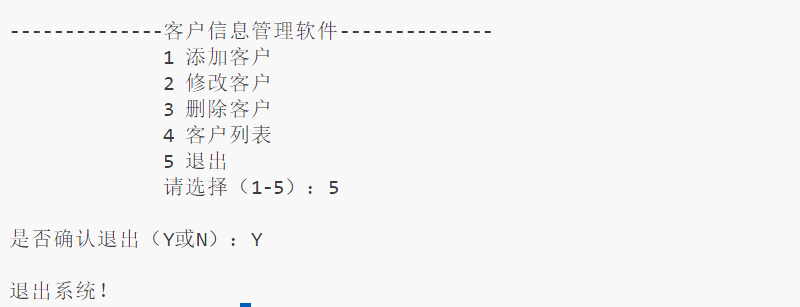 --------------客户信息管理软件--------------
1 添加客户
2 修改客户
3 删除客户
4 客户列表
5 退出
请选择（1-5）：5
是否确认退出（Y或N）：Y
退出系统!